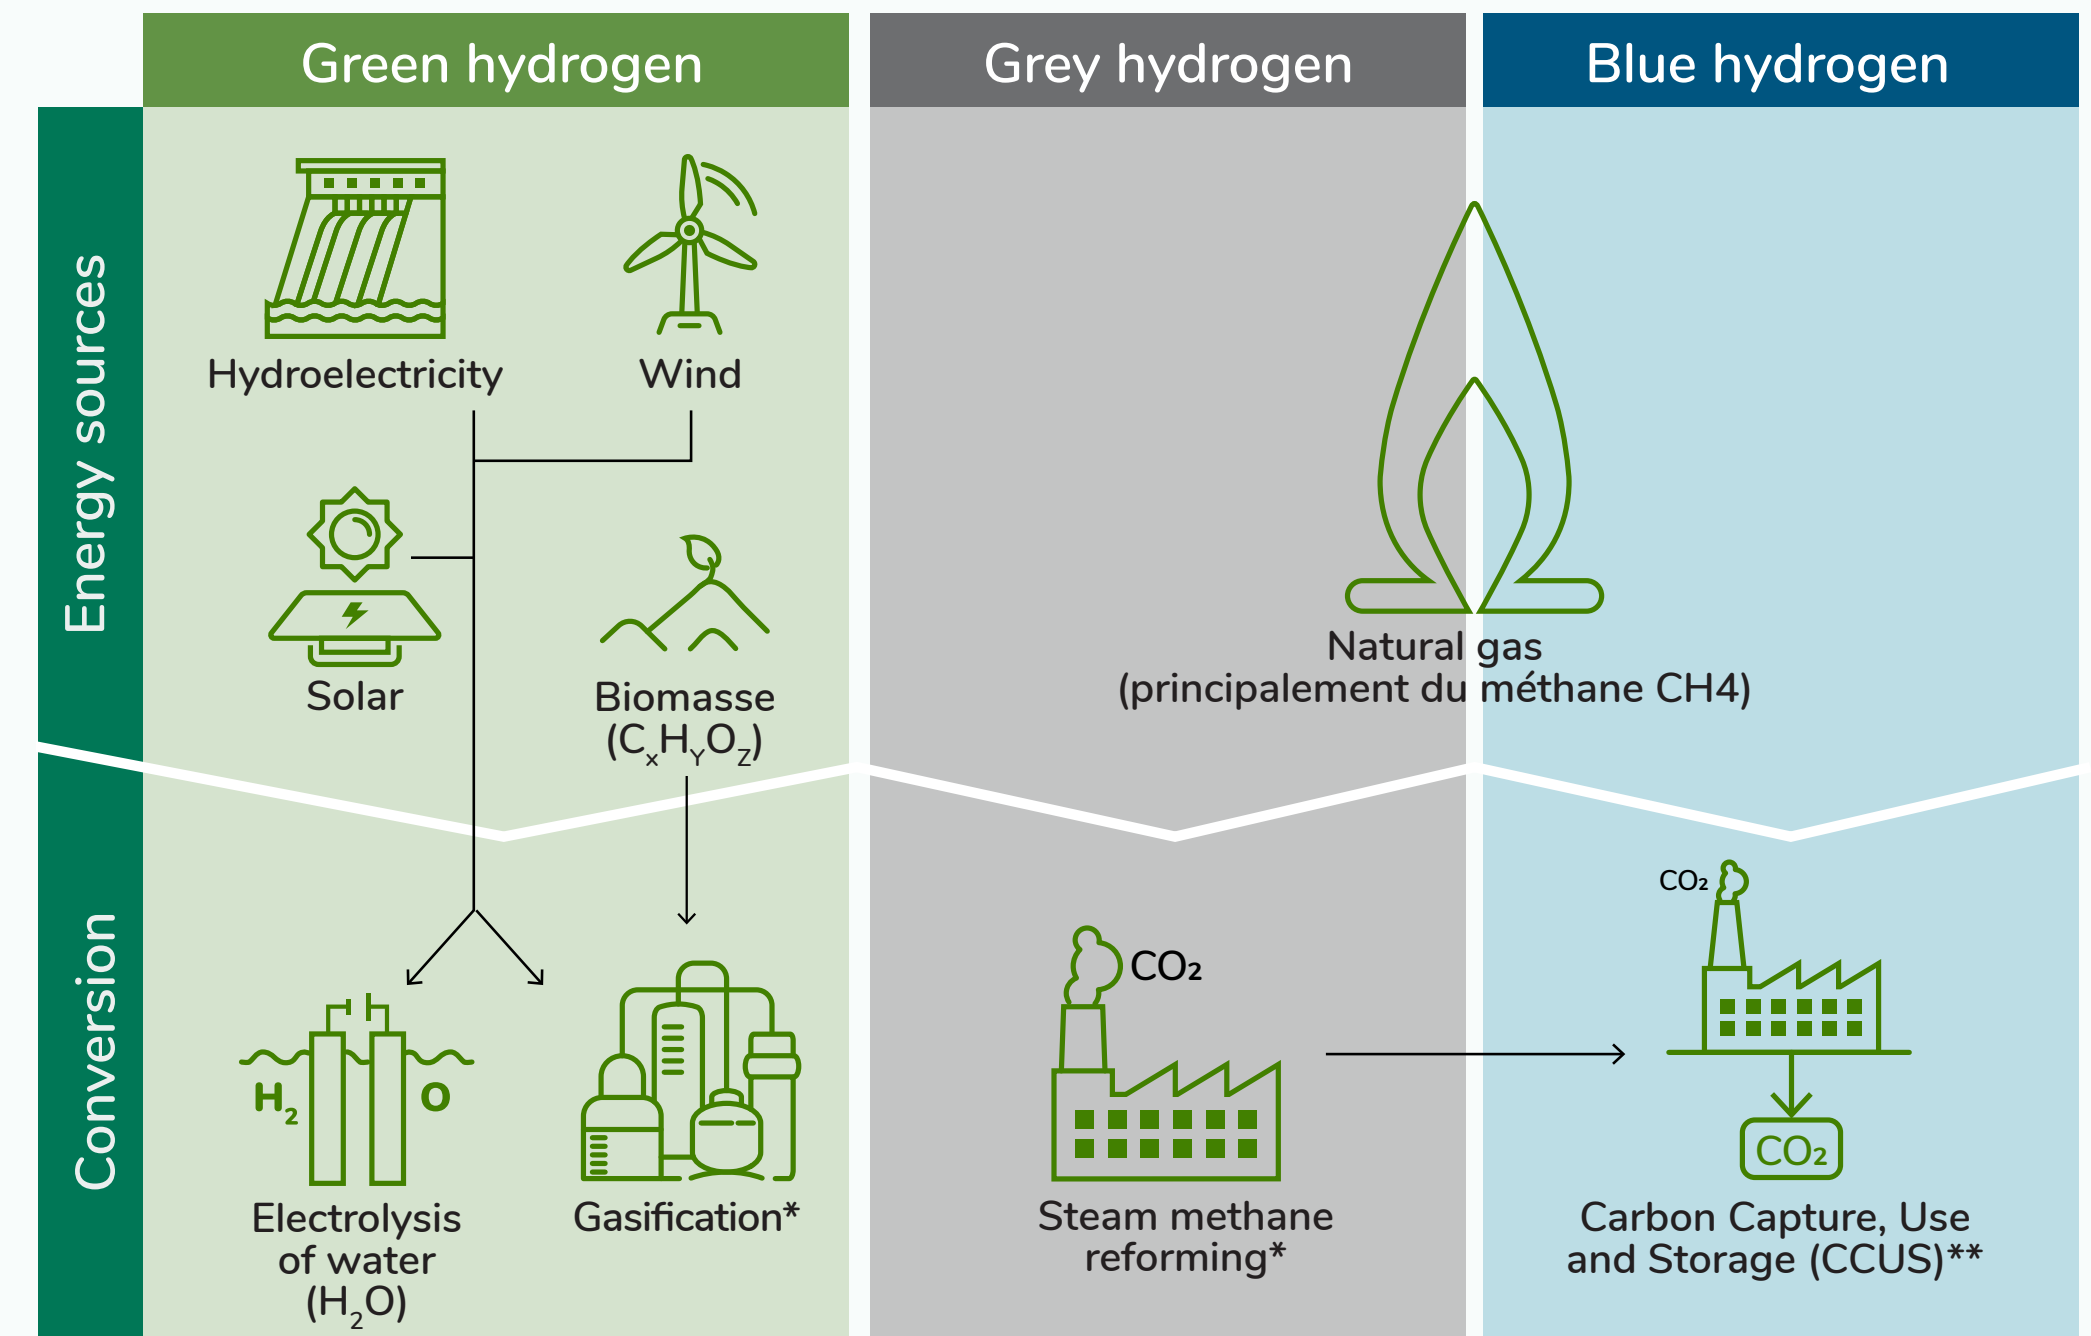 Green hydrogen
Grey hydrogen
Blue hydrogen
Energy sources
Hydroelectricity
Wind
Solar
Biomasse
(CxHYOZ)
Natural gas
(principalement du méthane CH4)
Conversion
H2
O
Electrolysis
of water
(H2O)
Gasification*
CO2
Steam methane
reforming*
CO2
CO2
Carbon Capture, Use
and Storage (CCUS)**